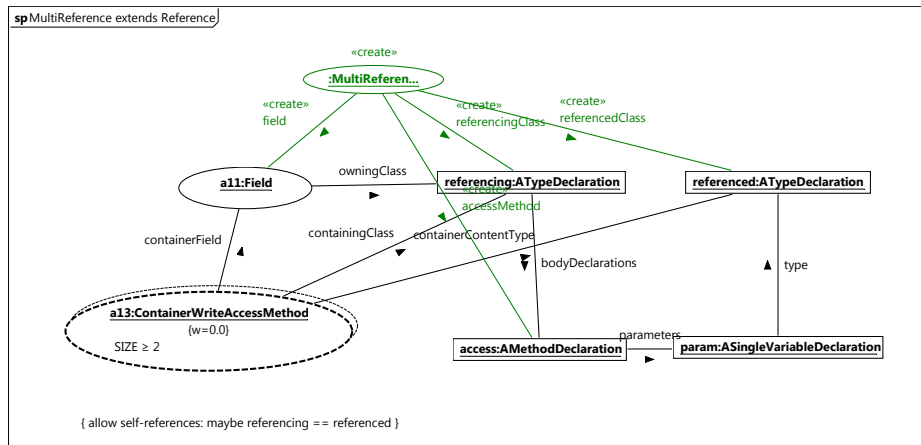 sp MultiReference extends Reference
«create»
:MultiReferen...
«create»
field
«create»
referencingClass
«create»
referencedClass
a11:Field
owningClass
referencing:ATypeDeclaration
referenced:ATypeDeclaration
«create»
accessMethod
containerField
containingClass
containerContentType
bodyDeclarations
type
a13:ContainerWriteAccessMethod
{w=0.0}
SIZE ≥ 2
access:AMethodDeclaration
parameters
param:ASingleVariableDeclaration
{ allow self-references: maybe referencing == referenced }